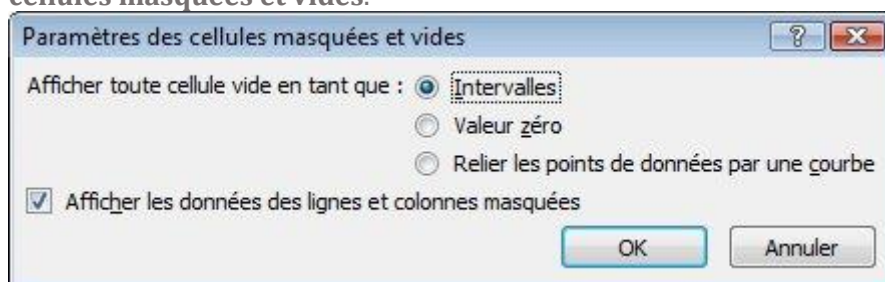 cellules masquées et vides.
Paramètres des cellules masquées et vides
Afficher toute cellule vide en tant que : Intervalles
Valeur zéro
Relier les points de données par une courbe
Afficher les données des lignes et colonnes masquées
OK Annuler